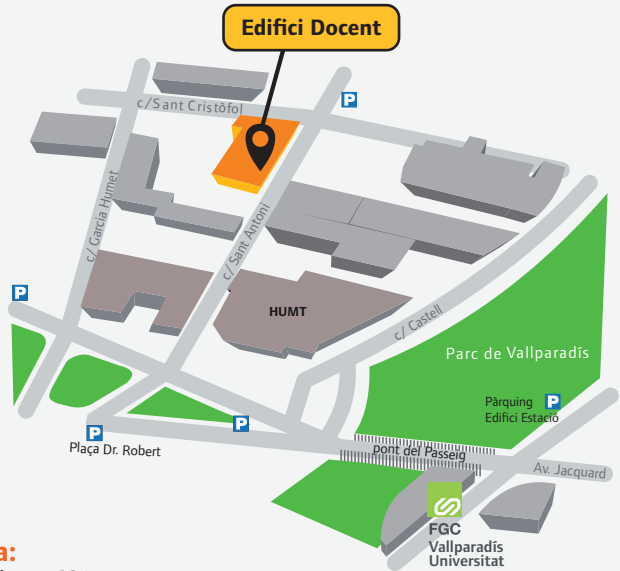 Edifici Docent
P
c/Sant Cristòfol
c/ Garcia Humet
c/ Sant Antoni
P
HUMT
c/ Castell
Parc de Vallparadís
Pàrquing P
Edifici Estació
P
P
Plaça Dr. Robert
pont del Passeig
Av. Jacquard
FGC
Vallparadís
Universitat
a: